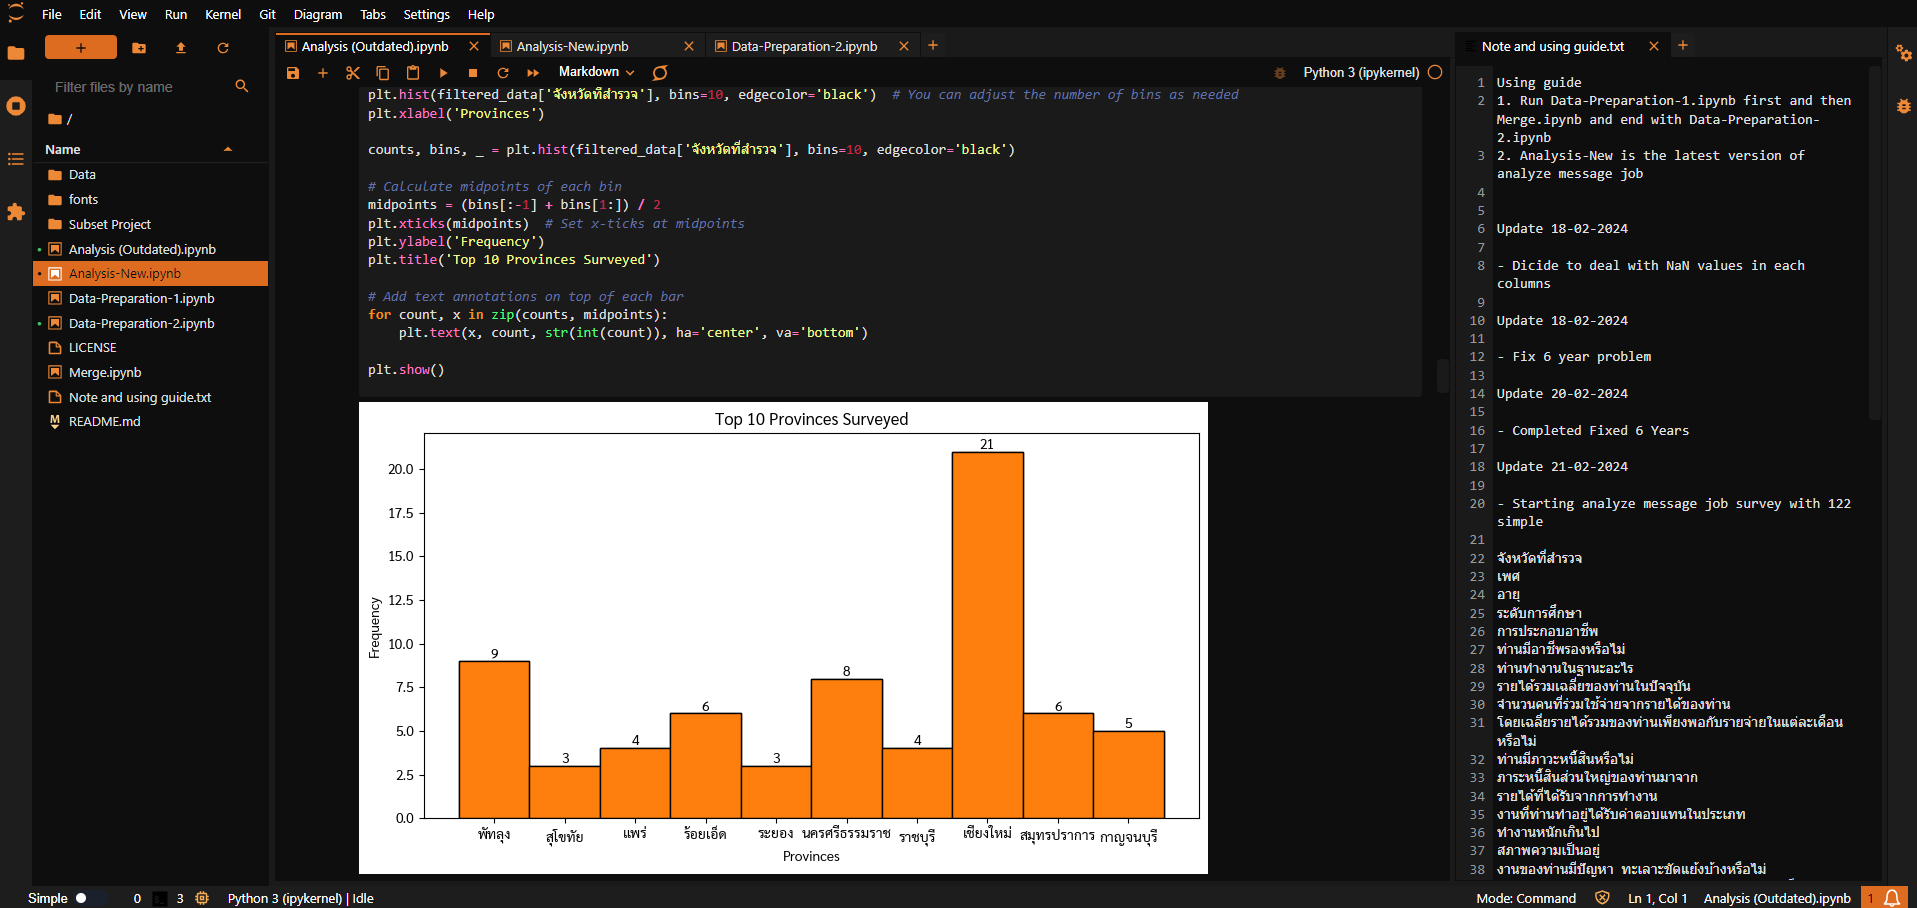 File Edit View Run Kernel Git Diagram Tabs Settings Help
+
Filter files by name
/
Name
Data
fonts
Subset Project
Analysis (Outdated).ipynb
Analysis-New.ipynb
Data-Preparation-1.ipynb
Data-Preparation-2.ipynb
LICENSE
Merge.ipynb
Note and using guide.txt
README.md
Analysis (Outdated).ipynb Analysis-New.ipynb Data-Preparation-2.ipynb
Markdown Python 3 (ipykernel)
plt.hist(filtered_data['จังหวัดที่สำรวจ'], bins=10, edgecolor='black')  # You can adjust the number of bins as needed
plt.xlabel('Provinces')
counts, bins, _ = plt.hist(filtered_data['จังหวัดที่สำรวจ'], bins=10, edgecolor='black')
# Calculate midpoints of each bin
midpoints = (bins[:-1] + bins[1:]) / 2
plt.xticks(midpoints)  # Set x-ticks at midpoints
plt.ylabel('Frequency')
plt.title('Top 10 Provinces Surveyed')
# Add text annotations on top of each bar
for count, x in zip(counts, midpoints):
    plt.text(x, count, str(int(count)), ha='center', va='bottom')
plt.show()
Top 10 Provinces Surveyed
Frequency
20.0
17.5
15.0
12.5
10.0
7.5
5.0
2.5
0.0
9 3 4 6 3 8 4 21 6 5
พัทลุง สุโขทัย แพร่ ร้อยเอ็ด ระยอง นครศรีธรรมราช ราชบุรี เชียงใหม่ สมุทรปราการ กาญจนบุรี
Provinces
Note and using guide.txt
1 Using guide
2 1. Run Data-Preparation-1.ipynb first and then
Merge.ipynb and end with Data-Preparation-
2.ipynb
3 2. Analysis-New is the latest version of
analyze message job
4
5
6 Update 18-02-2024
7
8 - Dicide to deal with NaN values in each
columns
9
10 Update 18-02-2024
11
12 - Fix 6 year problem
13
14 Update 20-02-2024
15
16 - Completed Fixed 6 Years
17
18 Update 21-02-2024
19
20 - Starting analyze message job survey with 122
simple
21
22 จังหวัดที่สำรวจ
23 เพศ
24 อายุ
25 ระดับการศึกษา
26 การประกอบอาชีพ
27 ท่านมีอาชีพรองหรือไม่
28 ท่านทำงานในฐานะอะไร
29 รายได้รวมเฉลี่ยของท่านในปัจจุบัน
30 จำนวนคนที่ร่วมใช้จ่ายจากรายได้ของท่าน
31 โดยเฉลี่ยรายได้รวมของท่านเพียงพอกับรายจ่ายในแต่ละเดือน
หรือไม่
32 ท่านมีภาวะหนี้สินหรือไม่
33 ภาระหนี้สินส่วนใหญ่ของท่านมาจาก
34 รายได้ที่ได้รับจากการทำงาน
35 งานที่ท่านทำอยู่ได้รับค่าตอบแทนในประเภท
36 ทำงานหนักเกินไป
37 สภาพความเป็นอยู่
38 งานของท่านมีปัญหา ทะเลาะขัดแย้งบ้างหรือไม่
Simple 0 3 Python 3 (ipykernel) | Idle Mode: Command Ln 1, Col 1 Analysis (Outdated).ipynb 1